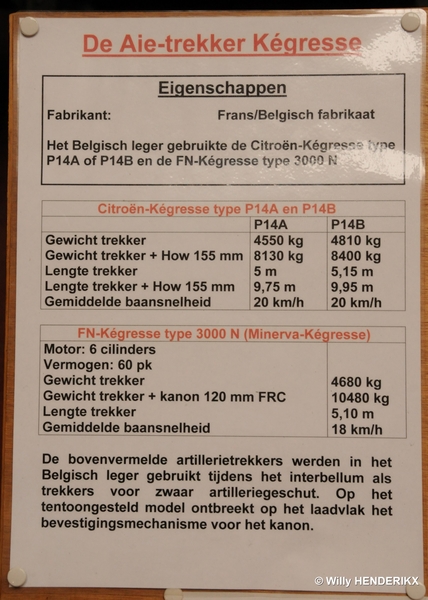 De Aie-trekker Kégresse
Eigenschappen
Fabrikant: Frans/Belgisch fabrikaat
Het Belgisch leger gebruikte de Citroën-Kégresse type
P14A of P14B en de FN-Kégresse type 3000 N
Citroën-Kégresse type P14A en P14B
P14A P14B
Gewicht trekker 4550 kg 4810 kg
Gewicht trekker + How 155 mm 8130 kg 8400 kg
Lengte trekker 5 m 5,15 m
Lengte trekker + How 155 mm 9,75 m 9,95 m
Gemiddelde baansnelheid 20 km/h 20 km/h
FN-Kégresse type 3000 N (Minerva-Kégresse)
Motor: 6 cilinders
Vermogen: 60 pk
Gewicht trekker 4680 kg
Gewicht trekker + kanon 120 mm FRC 10480 kg
Lengte trekker 5,10 m
Gemiddelde baansnelheid 18 km/h
De bovenvermelde artillerietrekkers werden in het
Belgisch leger gebruikt tijdens het interbellum als
trekkers voor zwaar artilleriegeschut. Op het
tentoongesteld model ontbreekt op het laadvlak het
bevestigingsmechanisme voor het kanon.
© Willy HENDERIKX